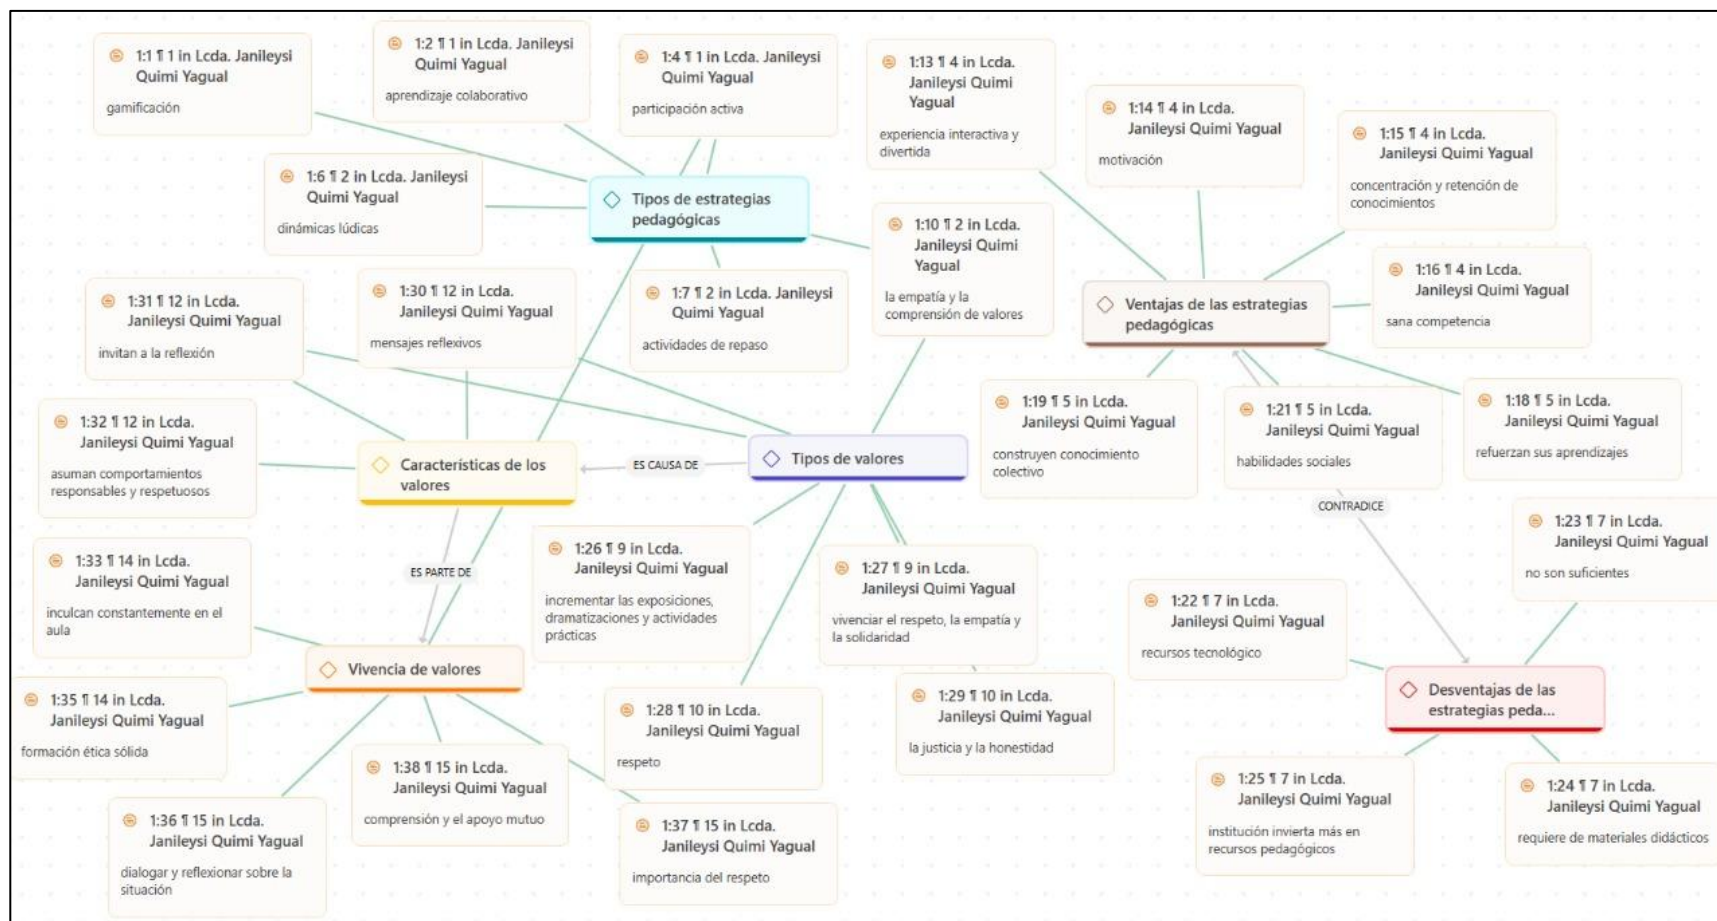 1:1 ¶ 1 in Lcda. Janileysi
Quimi Yagual
gamificación
1:2 ¶ 1 in Lcda. Janileysi
Quimi Yagual
aprendizaje colaborativo
1:4 ¶ 1 in Lcda. Janileysi
Quimi Yagual
participación activa
1:13 ¶ 4 in Lcda.
Janileysi Quimi
Yagual
experiencia interactiva y
divertida
1:14 ¶ 4 in Lcda.
Janileysi Quimi Yagual
motivación
1:15 ¶ 4 in Lcda.
Janileysi Quimi Yagual
concentración y retención de
conocimientos
1:6 ¶ 2 in Lcda. Janileysi
Quimi Yagual
dinámicas lúdicas
Tipos de estrategias
pedagógicas
1:10 ¶ 2 in Lcda.
Janileysi Quimi
Yagual
la empatía y la
comprensión de valores
1:16 ¶ 4 in Lcda.
Janileysi Quimi Yagual
sana competencia
1:31 ¶ 12 in Lcda.
Janileysi Quimi Yagual
invitan a la reflexión
1:30 ¶ 12 in Lcda.
Janileysi Quimi Yagual
mensajes reflexivos
1:7 ¶ 2 in Lcda. Janileysi
Quimi Yagual
actividades de repaso
Ventajas de las estrategias
pedagógicas
1:32 ¶ 12 in Lcda.
Janileysi Quimi Yagual
asuman comportamientos
responsables y respetuosos
Características de los
valores
ES CAUSA DE
Tipos de valores
1:19 ¶ 5 in Lcda.
Janileysi Quimi Yagual
construyen conocimiento
colectivo
1:21 ¶ 5 in Lcda.
Janileysi Quimi Yagual
habilidades sociales
1:18 ¶ 5 in Lcda.
Janileysi Quimi Yagual
refuerzan sus aprendizajes
CONTRADICE
1:33 ¶ 14 in Lcda.
Janileysi Quimi Yagual
inculcan constantemente en el
aula
ES PARTE DE
1:26 ¶ 9 in Lcda.
Janileysi Quimi Yagual
incrementar las exposiciones,
dramatizaciones y actividades
prácticas
1:27 ¶ 9 in Lcda.
Janileysi Quimi Yagual
vivenciar el respeto, la empatía y
la solidaridad
1:23 ¶ 7 in Lcda.
Janileysi Quimi Yagual
no son suficientes
1:22 ¶ 7 in Lcda.
Janileysi Quimi Yagual
recursos tecnológico
Vivencia de valores
1:35 ¶ 14 in Lcda.
Janileysi Quimi Yagual
formación ética sólida
1:28 ¶ 10 in Lcda.
Janileysi Quimi Yagual
respeto
1:29 ¶ 10 in Lcda.
Janileysi Quimi Yagual
la justicia y la honestidad
Desventajas de las
estrategias peda...
1:38 ¶ 15 in Lcda.
Janileysi Quimi Yagual
comprensión y el apoyo mutuo
1:36 ¶ 15 in Lcda.
Janileysi Quimi Yagual
dialogar y reflexionar sobre la
situación
1:37 ¶ 15 in Lcda.
Janileysi Quimi Yagual
importancia del respeto
1:25 ¶ 7 in Lcda.
Janileysi Quimi Yagual
institución invierta más en
recursos pedagógicos
1:24 ¶ 7 in Lcda.
Janileysi Quimi Yagual
requiere de materiales didácticos